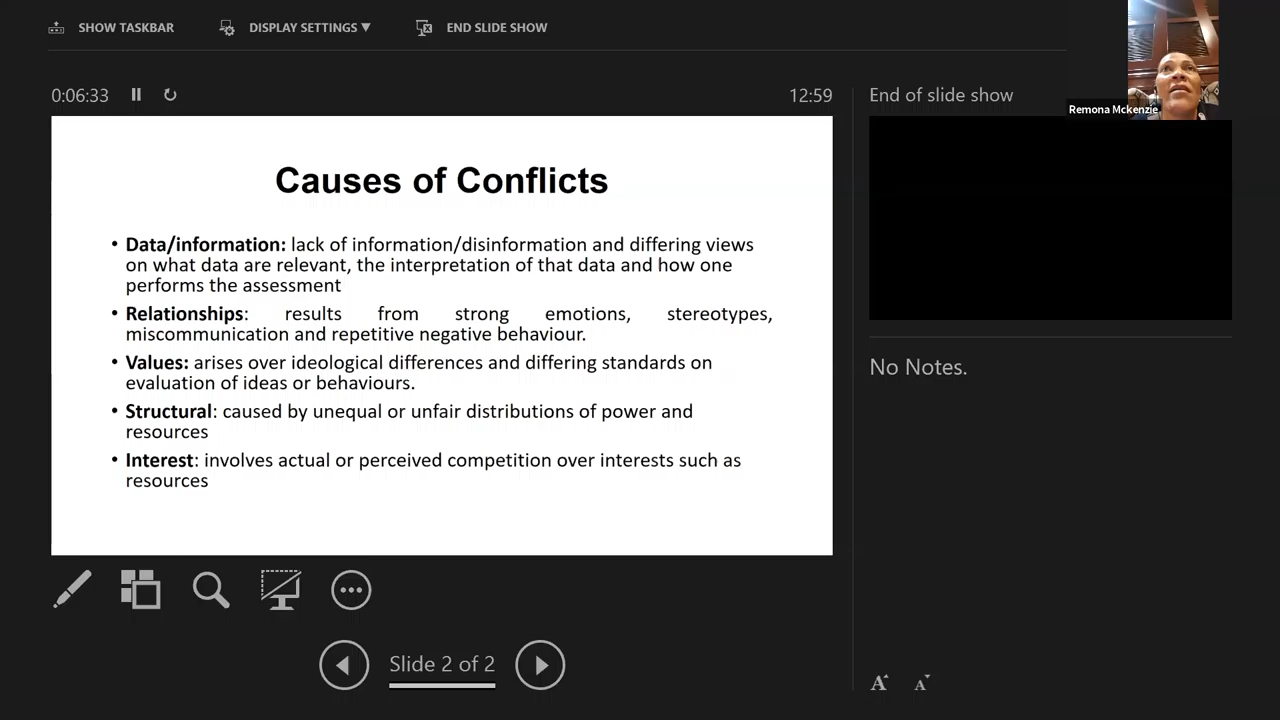 SHOW TASKBAR
DISPLAY SETTINGS ▼
END SLIDE SHOW
0:06:33
12:59
End of slide show
Remona Mckenzie
Causes of Conflicts
• Data/information: lack of information/disinformation and differing views
on what data are relevant, the interpretation of that data and how one
performs the assessment
• Relationships: results from strong emotions, stereotypes,
miscommunication and repetitive negative behaviour.
• Values: arises over ideological differences and differing standards on
evaluation of ideas or behaviours.
• Structural: caused by unequal or unfair distributions of power and
resources
• Interest: involves actual or perceived competition over interests such as
resources
No Notes.
Slide 2 of 2
A A